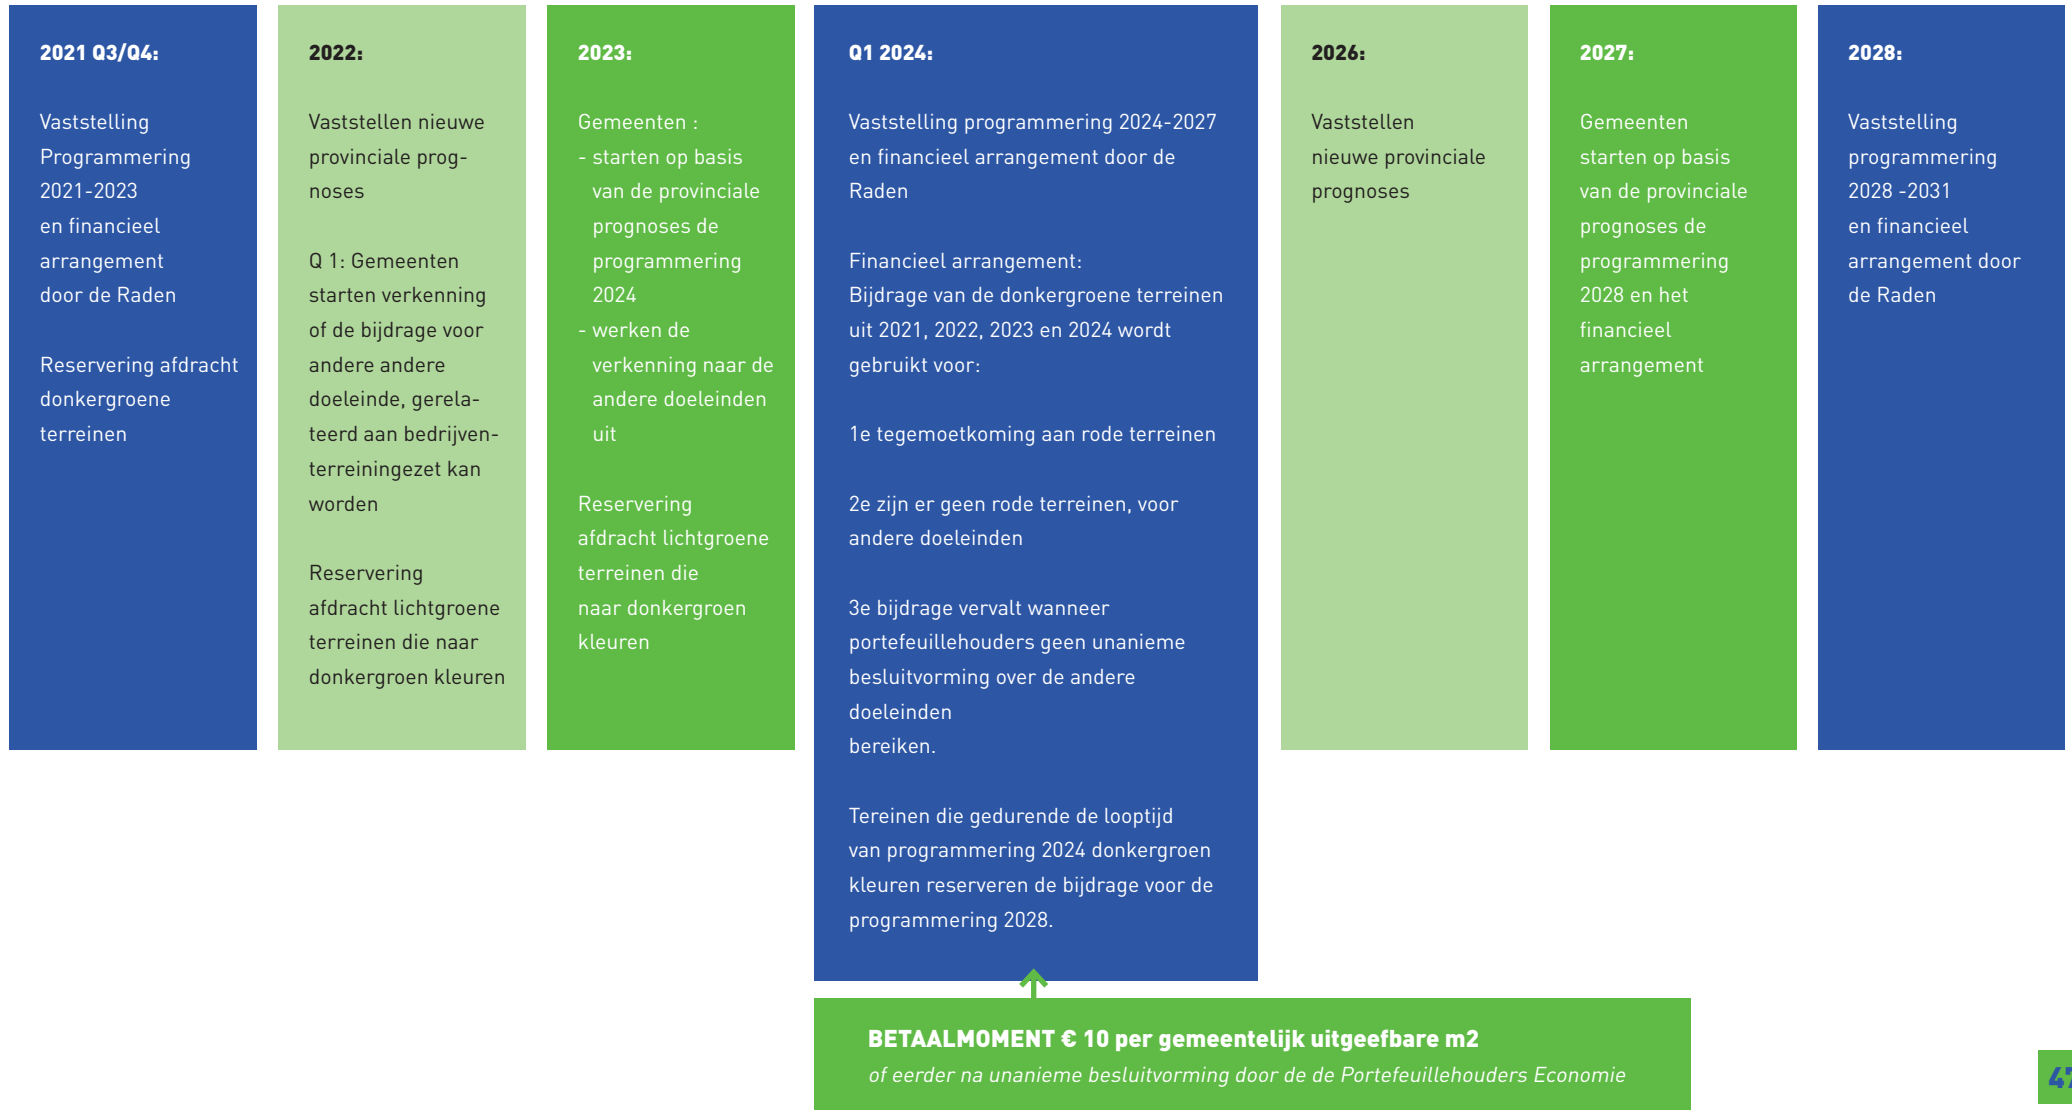 2021 Q3/Q4:
Vaststelling
Programmering
2021-2023
en financieel
arrangement
door de Raden
Reservering afdracht
donkergroene
terreinen
2022:
Vaststellen nieuwe
provinciale prog-
noses
Q 1: Gemeenten
starten verkenning
of de bijdrage voor
andere andere
doeleinde, gerela-
teerd aan bedrijven-
terreiningezet kan
worden
Reservering
afdracht lichtgroene
terreinen die naar
donkergroen kleuren
2023:
Gemeenten :
- starten op basis
van de provinciale
prognoses de
programmering
2024
- werken de
verkenning naar de
andere doeleinden
uit
Reservering
afdracht lichtgroene
terreinen die
naar donkergroen
kleuren
Q1 2024:
Vaststelling programmering 2024-2027
en financieel arrangement door de
Raden
Financieel arrangement:
Bijdrage van de donkergroene terreinen
uit 2021, 2022, 2023 en 2024 wordt
gebruikt voor:
1e tegemoetkoming aan rode terreinen
2e zijn er geen rode terreinen, voor
andere doeleinden
3e bijdrage vervalt wanneer
portefeuillehouders geen unanieme
besluitvorming over de andere
doeleinden
bereiken.
Tereinen die gedurende de looptijd
van programmering 2024 donkergroen
kleuren reserveren de bijdrage voor de
programmering 2028.
2026:
Vaststellen
nieuwe provinciale
prognoses
2027:
Gemeenten
starten op basis
van de provinciale
prognoses de
programmering
2028 en het
financieel
arrangement
2028:
Vaststelling
programmering
2028 -2031
en financieel
arrangement door
de Raden
BETAALMOMENT € 10 per gemeentelijk uitgeefbare m2
of eerder na unanieme besluitvorming door de de Portefeuillehouders Economie
47